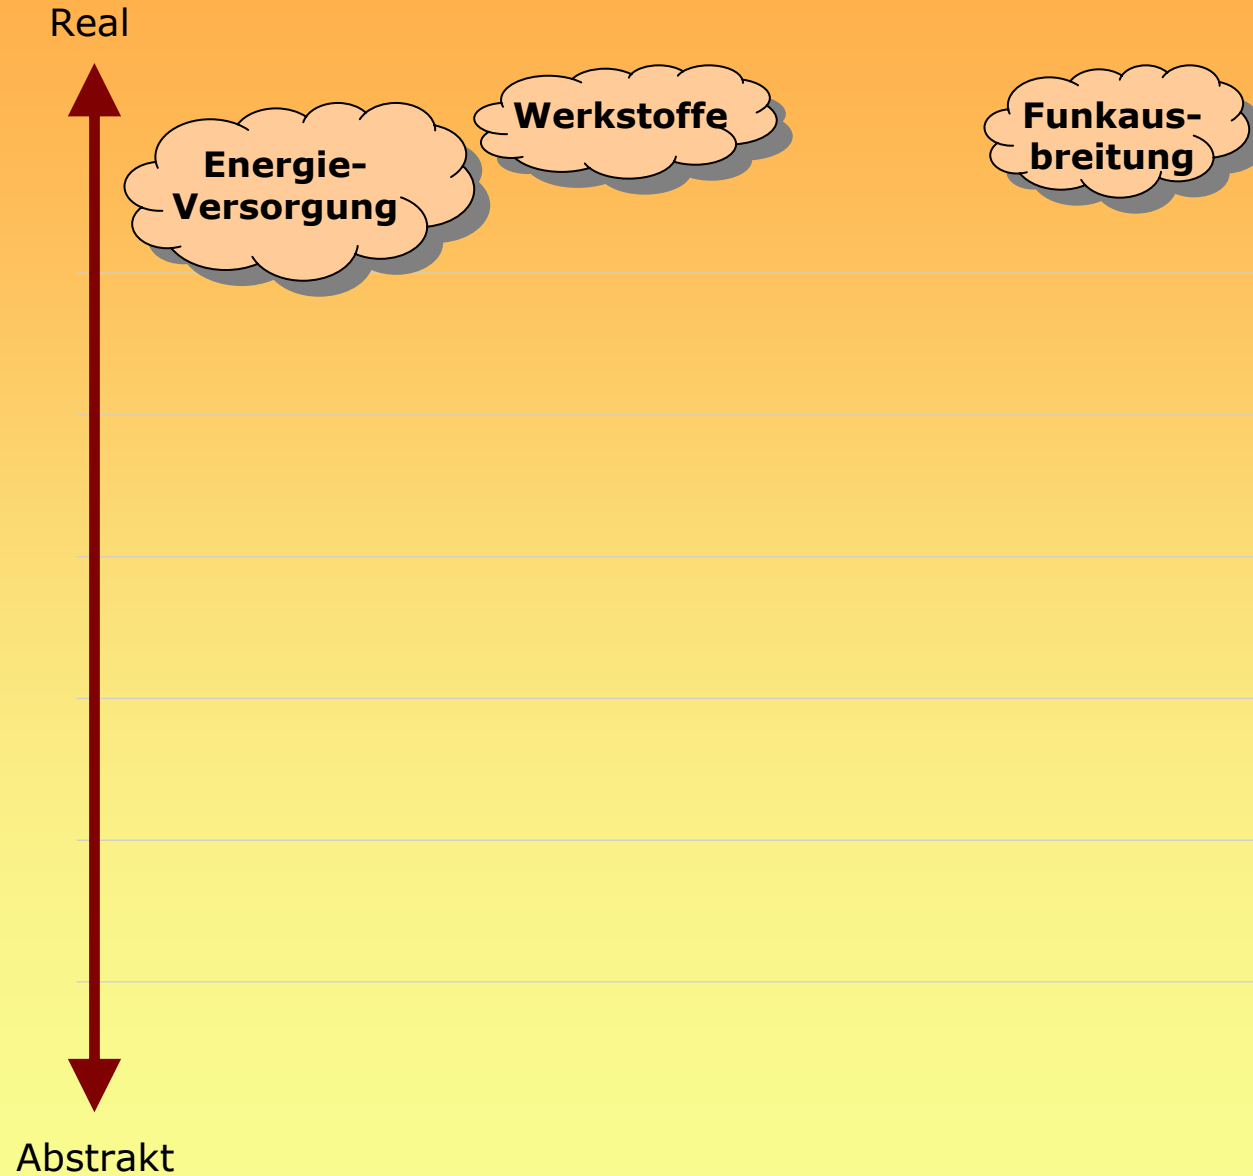 Real
Energie-
Versorgung
Werkstoffe
Funkaus-
breitung
Abstrakt